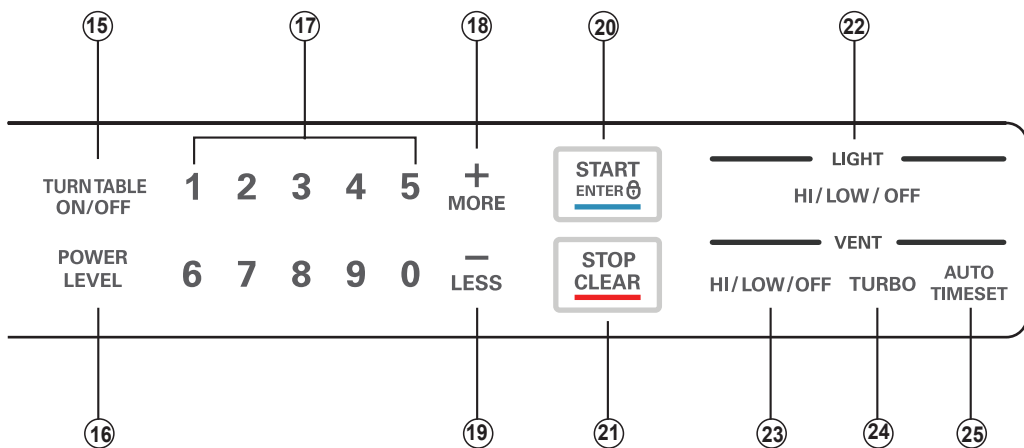 15 17 18 20 22
TURN TABLE
ON/OFF
1 2 3 4 5
+
MORE
START
ENTER
LIGHT
HI/LOW/OFF
POWER
LEVEL
6 7 8 9 0
−
LESS
STOP
CLEAR
VENT
HI/LOW/OFF
TURBO
AUTO
TIMESET
16 19 21 23 24 25